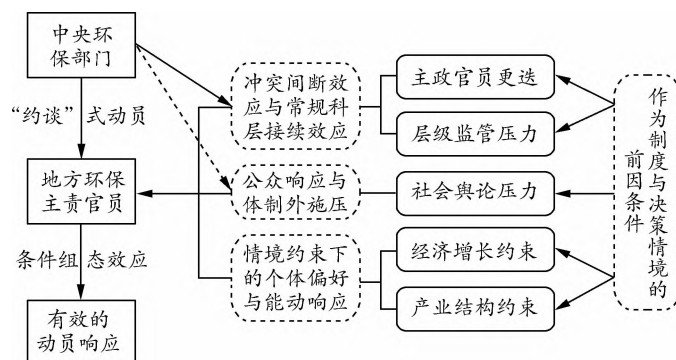 中央环
保部门
“约谈”式动员
地方环保
主责官员
条件组态效应
有效的
动员响应
冲突间断效
应与常规科
层接续效应
公众响应与
体制外施压
情境约束下
的个体偏好
与能动响应
主政官员更迭
层级监管压力
社会舆论压力
经济增长约束
产业结构约束
作为制度与决策情境的
前因条件